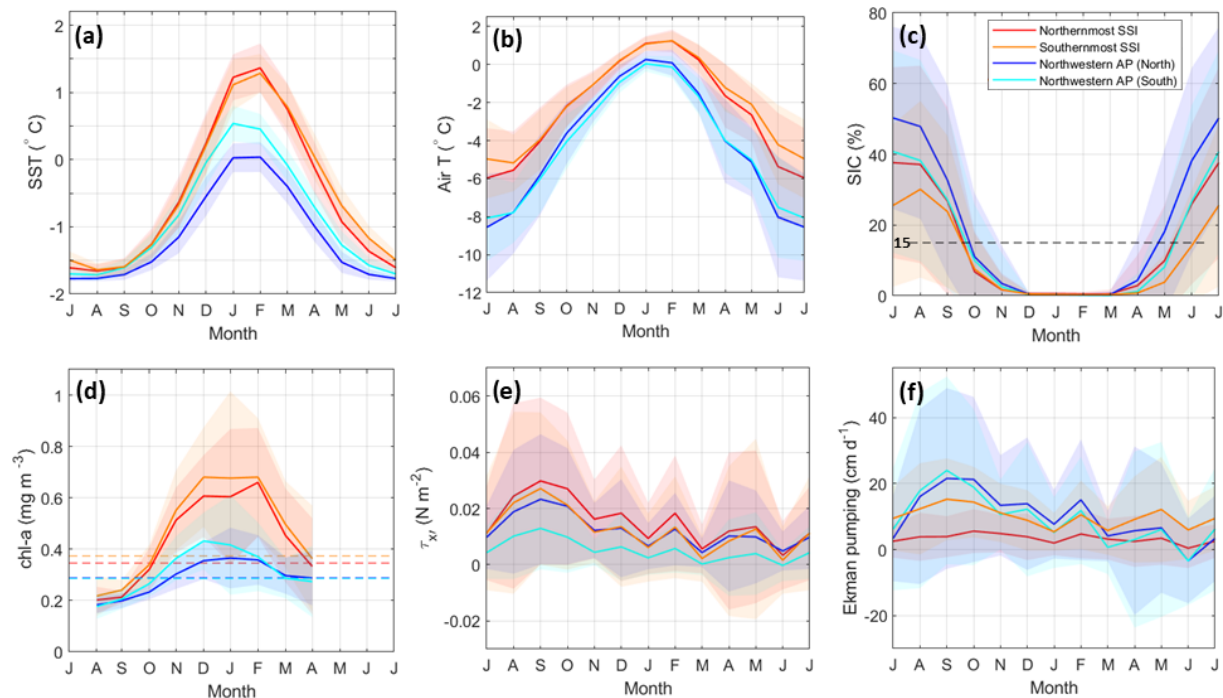 (a)
SST (° C)
2
1
0
-1
-2
J A S O N D J F M A M J J
Month
(b)
Air T (° C)
2
0
-2
-4
-6
-8
-10
-12
J A S O N D J F M A M J J
Month
(c)
SIC (%)
80
60
40
20
0
15
Northernmost SSI
Southernmost SSI
Northwestern AP (North)
Northwestern AP (South)
J A S O N D J F M A M J J
Month
(d)
chl-a (mg m -3)
1
0.8
0.6
0.4
0.2
0
J A S O N D J F M A M J J
Month
(e)
(N m-2)
0.06
0.04
0.02
0
-0.02
J A S O N D J F M A M J J
Month
(f)
Ekman pumping (cm d-1)
40
20
0
-20
J A S O N D J F M A M J J
Month